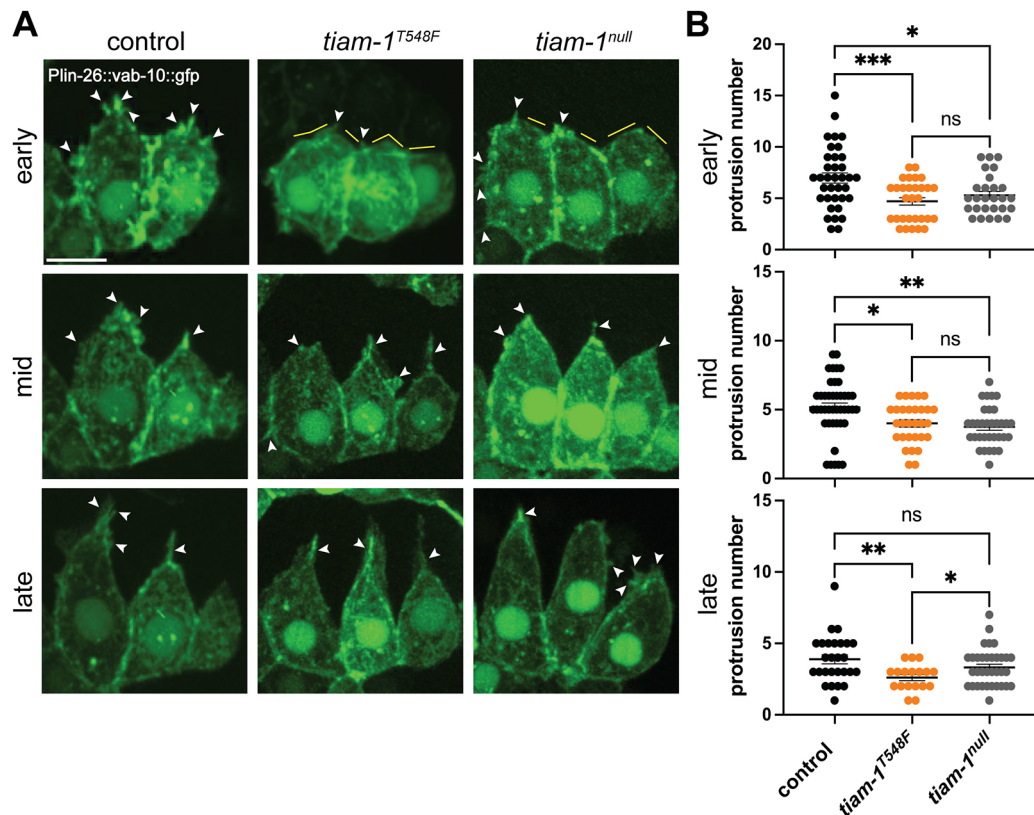 A
control
tiam-1T548F
tiam-1null
Plin-26::vab-10::gfp
early
mid
late
B
early
protrusion number
20
15
10
5
0
*
***
ns
mid
protrusion number
15
10
5
0
**
*
ns
late
protrusion number
15
10
5
0
ns
**
*
control
tiam-1T548F
tiam-1null